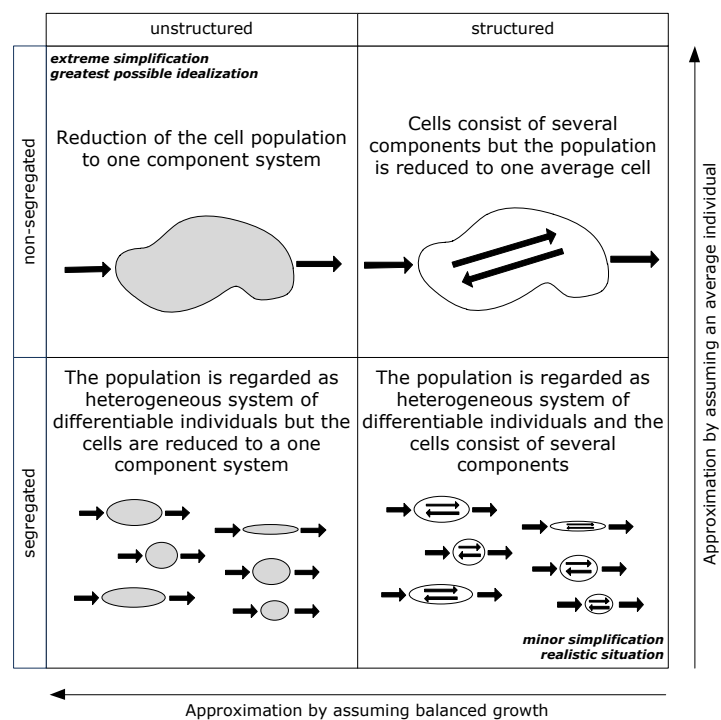 unstructured
structured
non-segregated
extreme simplification
greatest possible idealization
Reduction of the cell population
to one component system
Cells consist of several
components but the population
is reduced to one average cell
segregated
The population is regarded as
heterogeneous system of
differentiable individuals but the
cells are reduced to a one
component system
The population is regarded as
heterogeneous system of
differentiable individuals and the
cells consist of several
components
minor simplification
realistic situation
Approximation by assuming an average individual
Approximation by assuming balanced growth